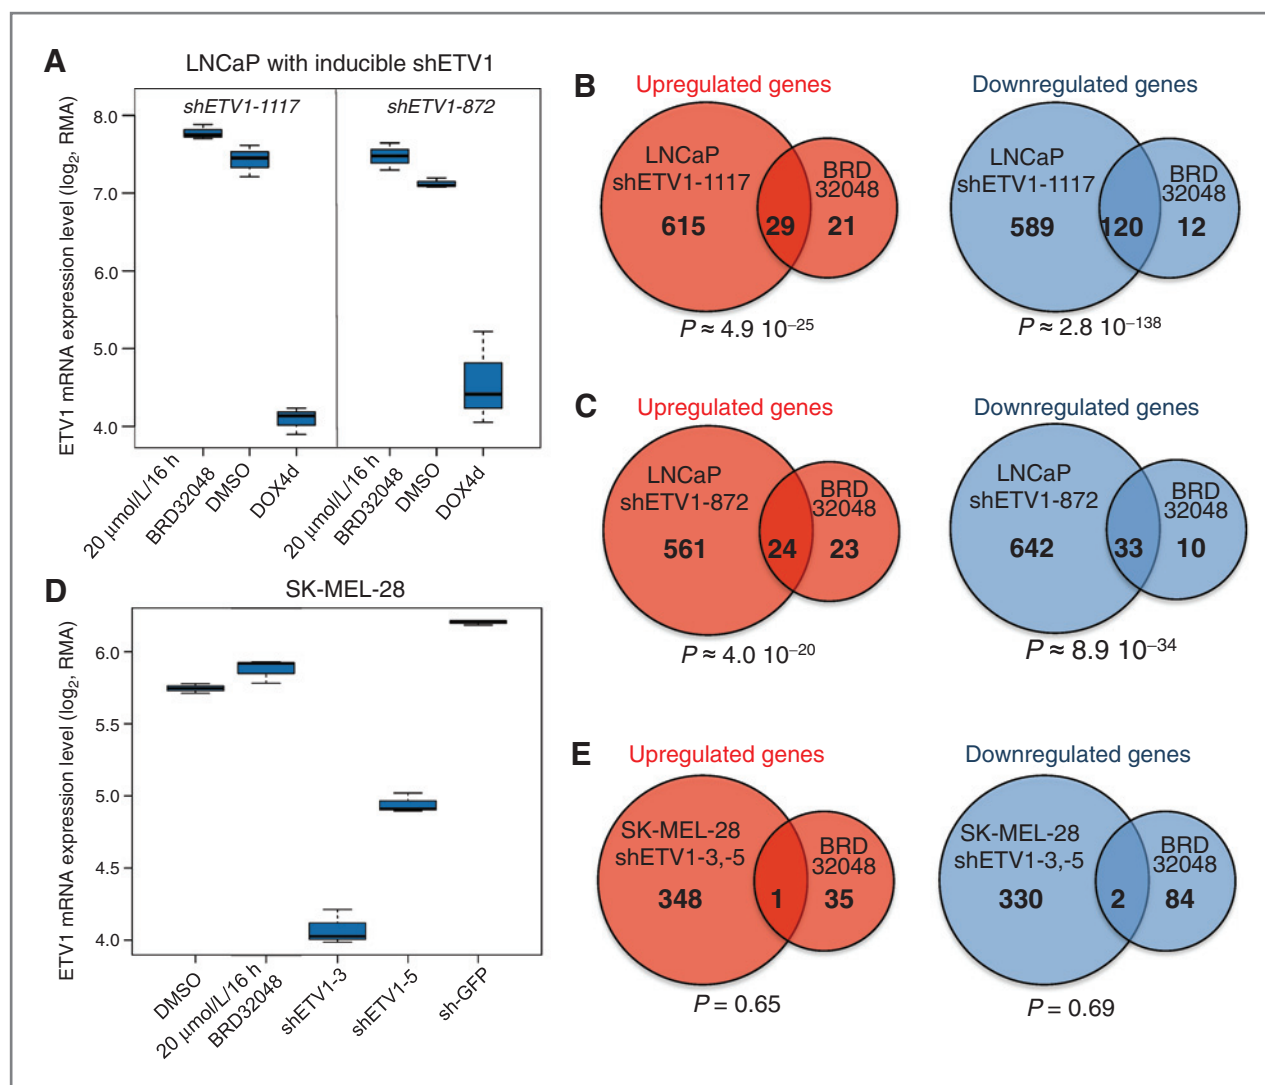 A
LNCaP with inducible shETV1
shETV1-1117
shETV1-872
ETV1 mRNA expression level (log2, RMA)
8.0
7.0
6.0
5.0
4.0
20 μmol/L/16 h
BRD32048
DMSO
DOX4d
20 μmol/L/16 h
BRD32048
DMSO
DOX4d
B
Upregulated genes
LNCaP
shETV1-1117
615
29
BRD
32048
21
P ≈ 4.9 10–25
Downregulated genes
LNCaP
shETV1-1117
589
120
BRD
32048
12
P ≈ 2.8 10–138
C
Upregulated genes
LNCaP
shETV1-872
561
24
BRD
32048
23
P ≈ 4.0 10–20
Downregulated genes
LNCaP
shETV1-872
642
33
BRD
32048
10
P ≈ 8.9 10–34
D
SK-MEL-28
ETV1 mRNA expression level (log2, RMA)
6.0
5.5
5.0
4.5
4.0
DMSO
20 μmol/L/16 h
BRD32048
shETV1-3
shETV1-5
sh-GFP
E
Upregulated genes
SK-MEL-28
shETV1-3,-5
348
1
BRD
32048
35
P = 0.65
Downregulated genes
SK-MEL-28
shETV1-3,-5
330
2
BRD
32048
84
P = 0.69